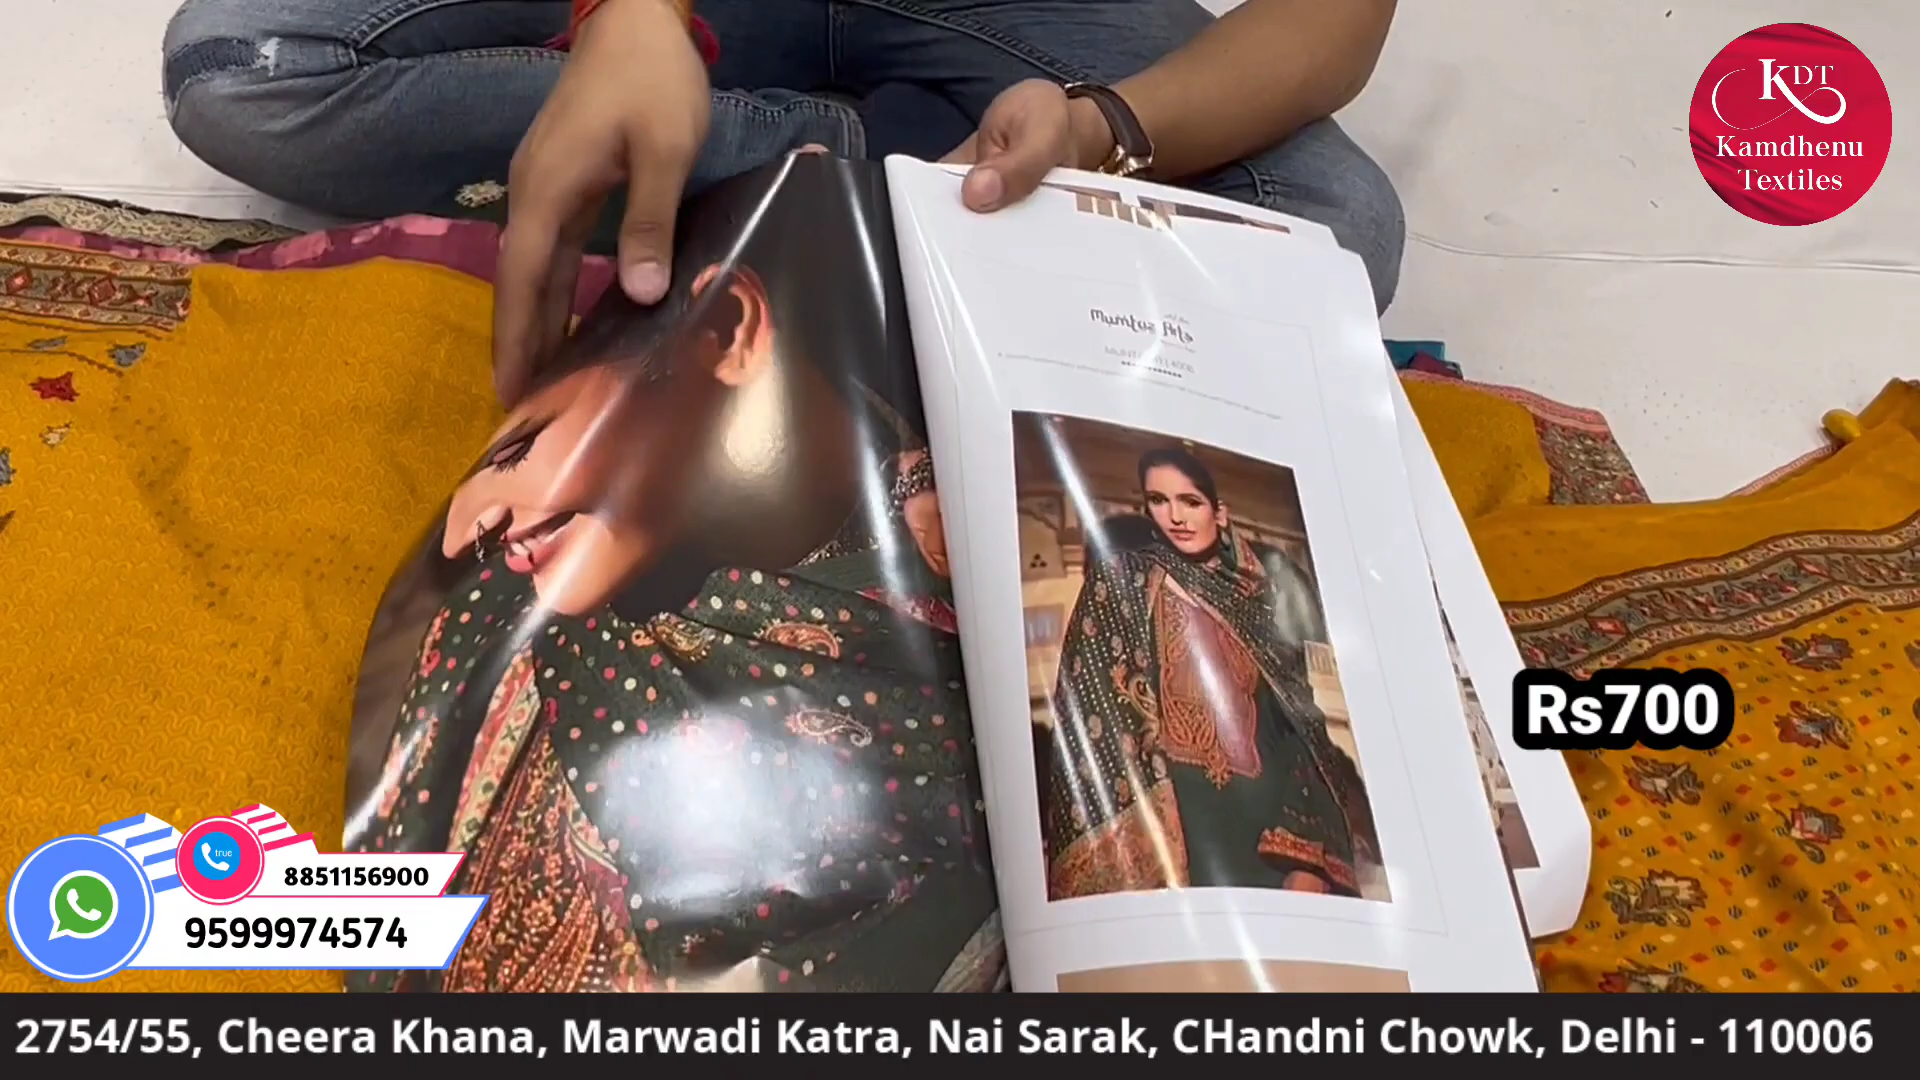 KDT
Kamdhenu
Textiles
Mumtaz Arts
Rs700
true
8851156900
9599974574
2754/55, Cheera Khana, Marwadi Katra, Nai Sarak, CHandni Chowk, Delhi - 110006